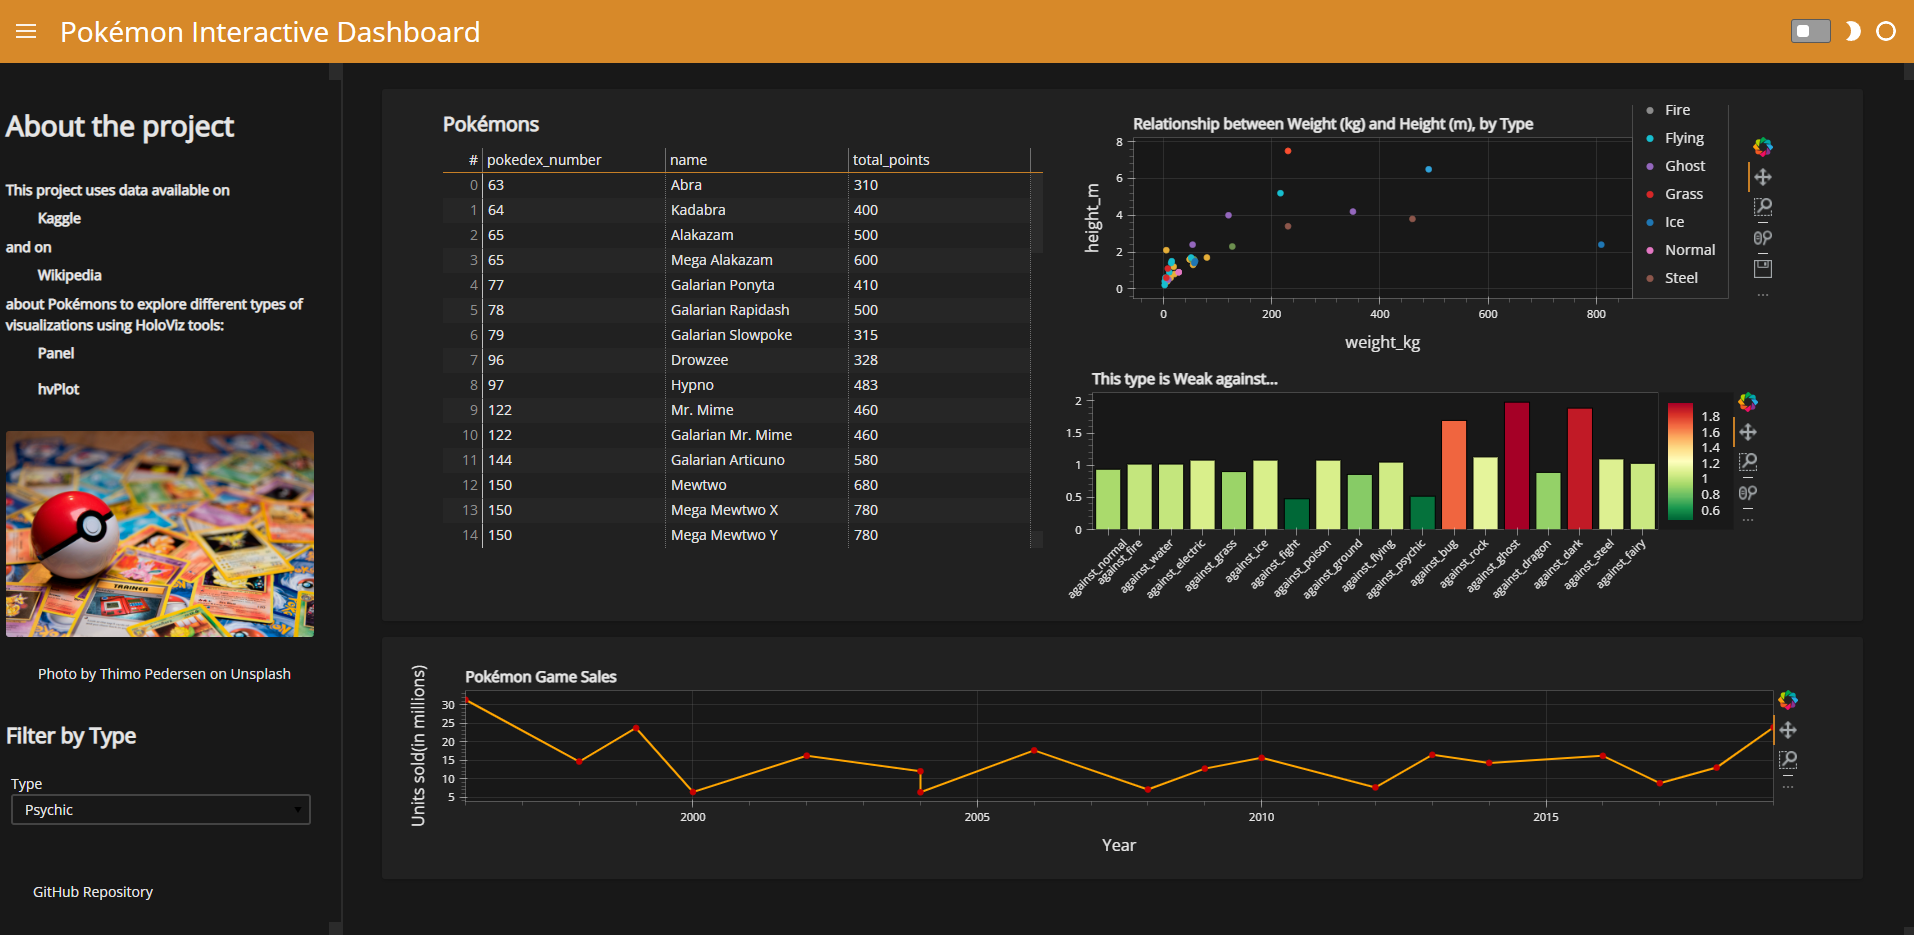 Pokémon Interactive Dashboard
About the project
This project uses data available on
Kaggle
and on
Wikipedia
about Pokémons to explore different types of
visualizations using HoloViz tools:
Panel
hvPlot
TRAINER
Photo by Thimo Pedersen on Unsplash
Filter by Type
Type
Psychic
GitHub Repository
Pokémons
# pokedex_number name total_points
0 63 Abra 310
1 64 Kadabra 400
2 65 Alakazam 500
3 65 Mega Alakazam 600
4 77 Galarian Ponyta 410
5 78 Galarian Rapidash 500
6 79 Galarian Slowpoke 315
7 96 Drowzee 328
8 97 Hypno 483
9 122 Mr. Mime 460
10 122 Galarian Mr. Mime 460
11 144 Galarian Articuno 580
12 150 Mewtwo 680
13 150 Mega Mewtwo X 780
14 150 Mega Mewtwo Y 780
Relationship between Weight (kg) and Height (m), by Type
height_m
8
6
4
2
0
0 200 400 600 800
weight_kg
Fire
Flying
Ghost
Grass
Ice
Normal
Steel
...
This type is Weak against...
2
1.5
1
0.5
0
against_normal
against_fire
against_water
against_electric
against_grass
against_ice
against_fight
against_poison
against_ground
against_flying
against_psychic
against_bug
against_rock
against_ghost
against_dragon
against_dark
against_steel
against_fairy
1.8
1.6
1.4
1.2
1
0.8
0.6
...
Pokémon Game Sales
Units sold(in millions)
30
25
20
15
10
5
2000 2005 2010 2015
Year
...